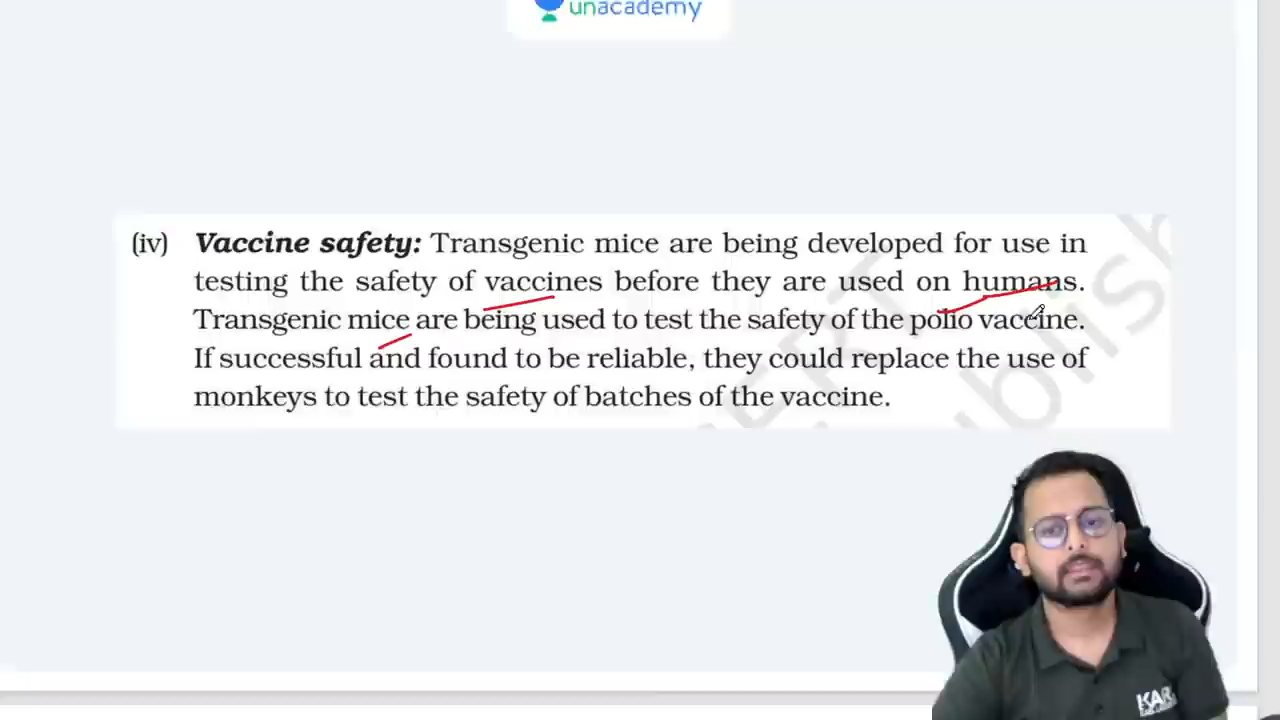 unacademy
(iv) Vaccine safety: Transgenic mice are being developed for use in
testing the safety of vaccines before they are used on humans.
Transgenic mice are being used to test the safety of the polio vaccine.
If successful and found to be reliable, they could replace the use of
monkeys to test the safety of batches of the vaccine.